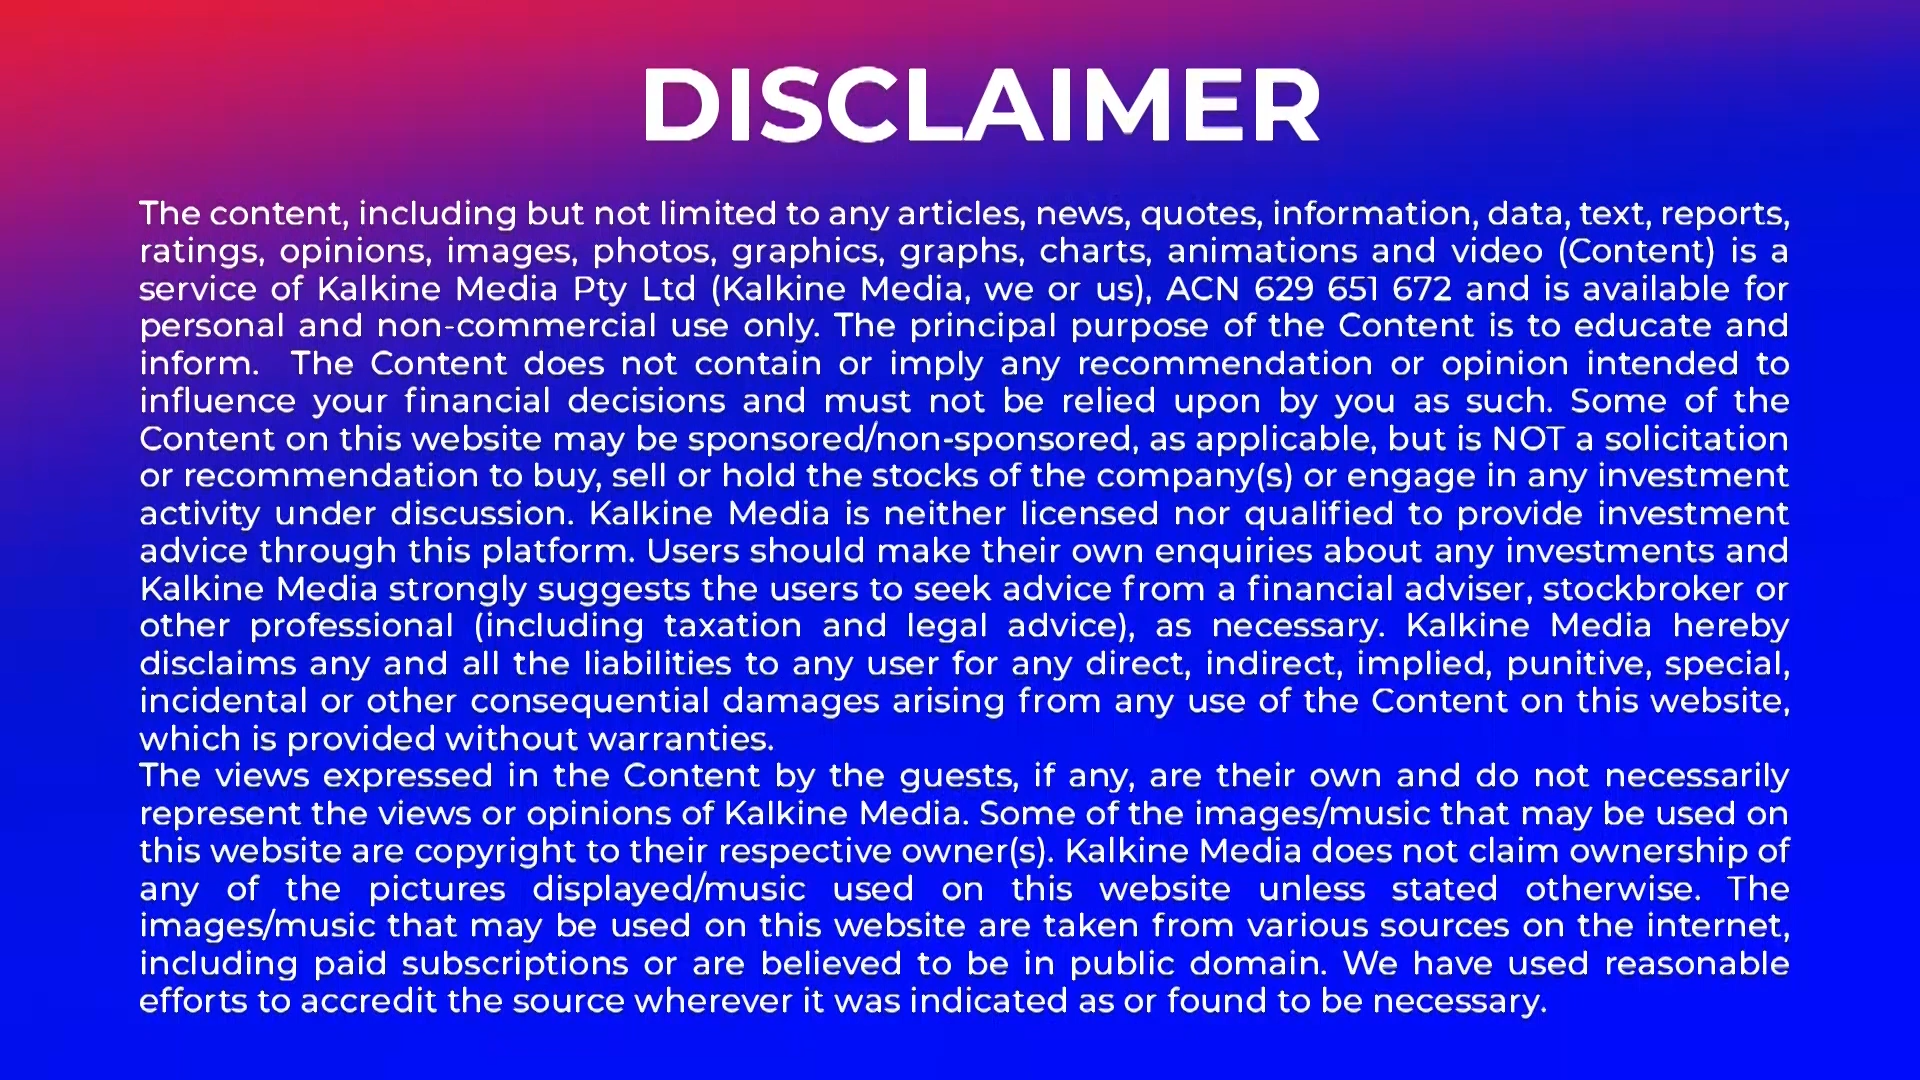 DISCLAIMER
The content, including but not limited to any articles, news, quotes, information, data, text, reports,
ratings, opinions, images, photos, graphics, graphs, charts, animations and video (Content) is a
service of Kalkine Media Pty Ltd (Kalkine Media, we or us), ACN 629 651 672 and is available for
personal and non-commercial use only. The principal purpose of the Content is to educate and
inform.  The Content does not contain or imply any recommendation or opinion intended to
influence your financial decisions and must not be relied upon by you as such. Some of the
Content on this website may be sponsored/non-sponsored, as applicable, but is NOT a solicitation
or recommendation to buy, sell or hold the stocks of the company(s) or engage in any investment
activity under discussion. Kalkine Media is neither licensed nor qualified to provide investment
advice through this platform. Users should make their own enquiries about any investments and
Kalkine Media strongly suggests the users to seek advice from a financial adviser, stockbroker or
other professional (including taxation and legal advice), as necessary. Kalkine Media hereby
disclaims any and all the liabilities to any user for any direct, indirect, implied, punitive, special,
incidental or other consequential damages arising from any use of the Content on this website,
which is provided without warranties.
The views expressed in the Content by the guests, if any, are their own and do not necessarily
represent the views or opinions of Kalkine Media. Some of the images/music that may be used on
this website are copyright to their respective owner(s). Kalkine Media does not claim ownership of
any of the pictures displayed/music used on this website unless stated otherwise. The
images/music that may be used on this website are taken from various sources on the internet,
including paid subscriptions or are believed to be in public domain. We have used reasonable
efforts to accredit the source wherever it was indicated as or found to be necessary.